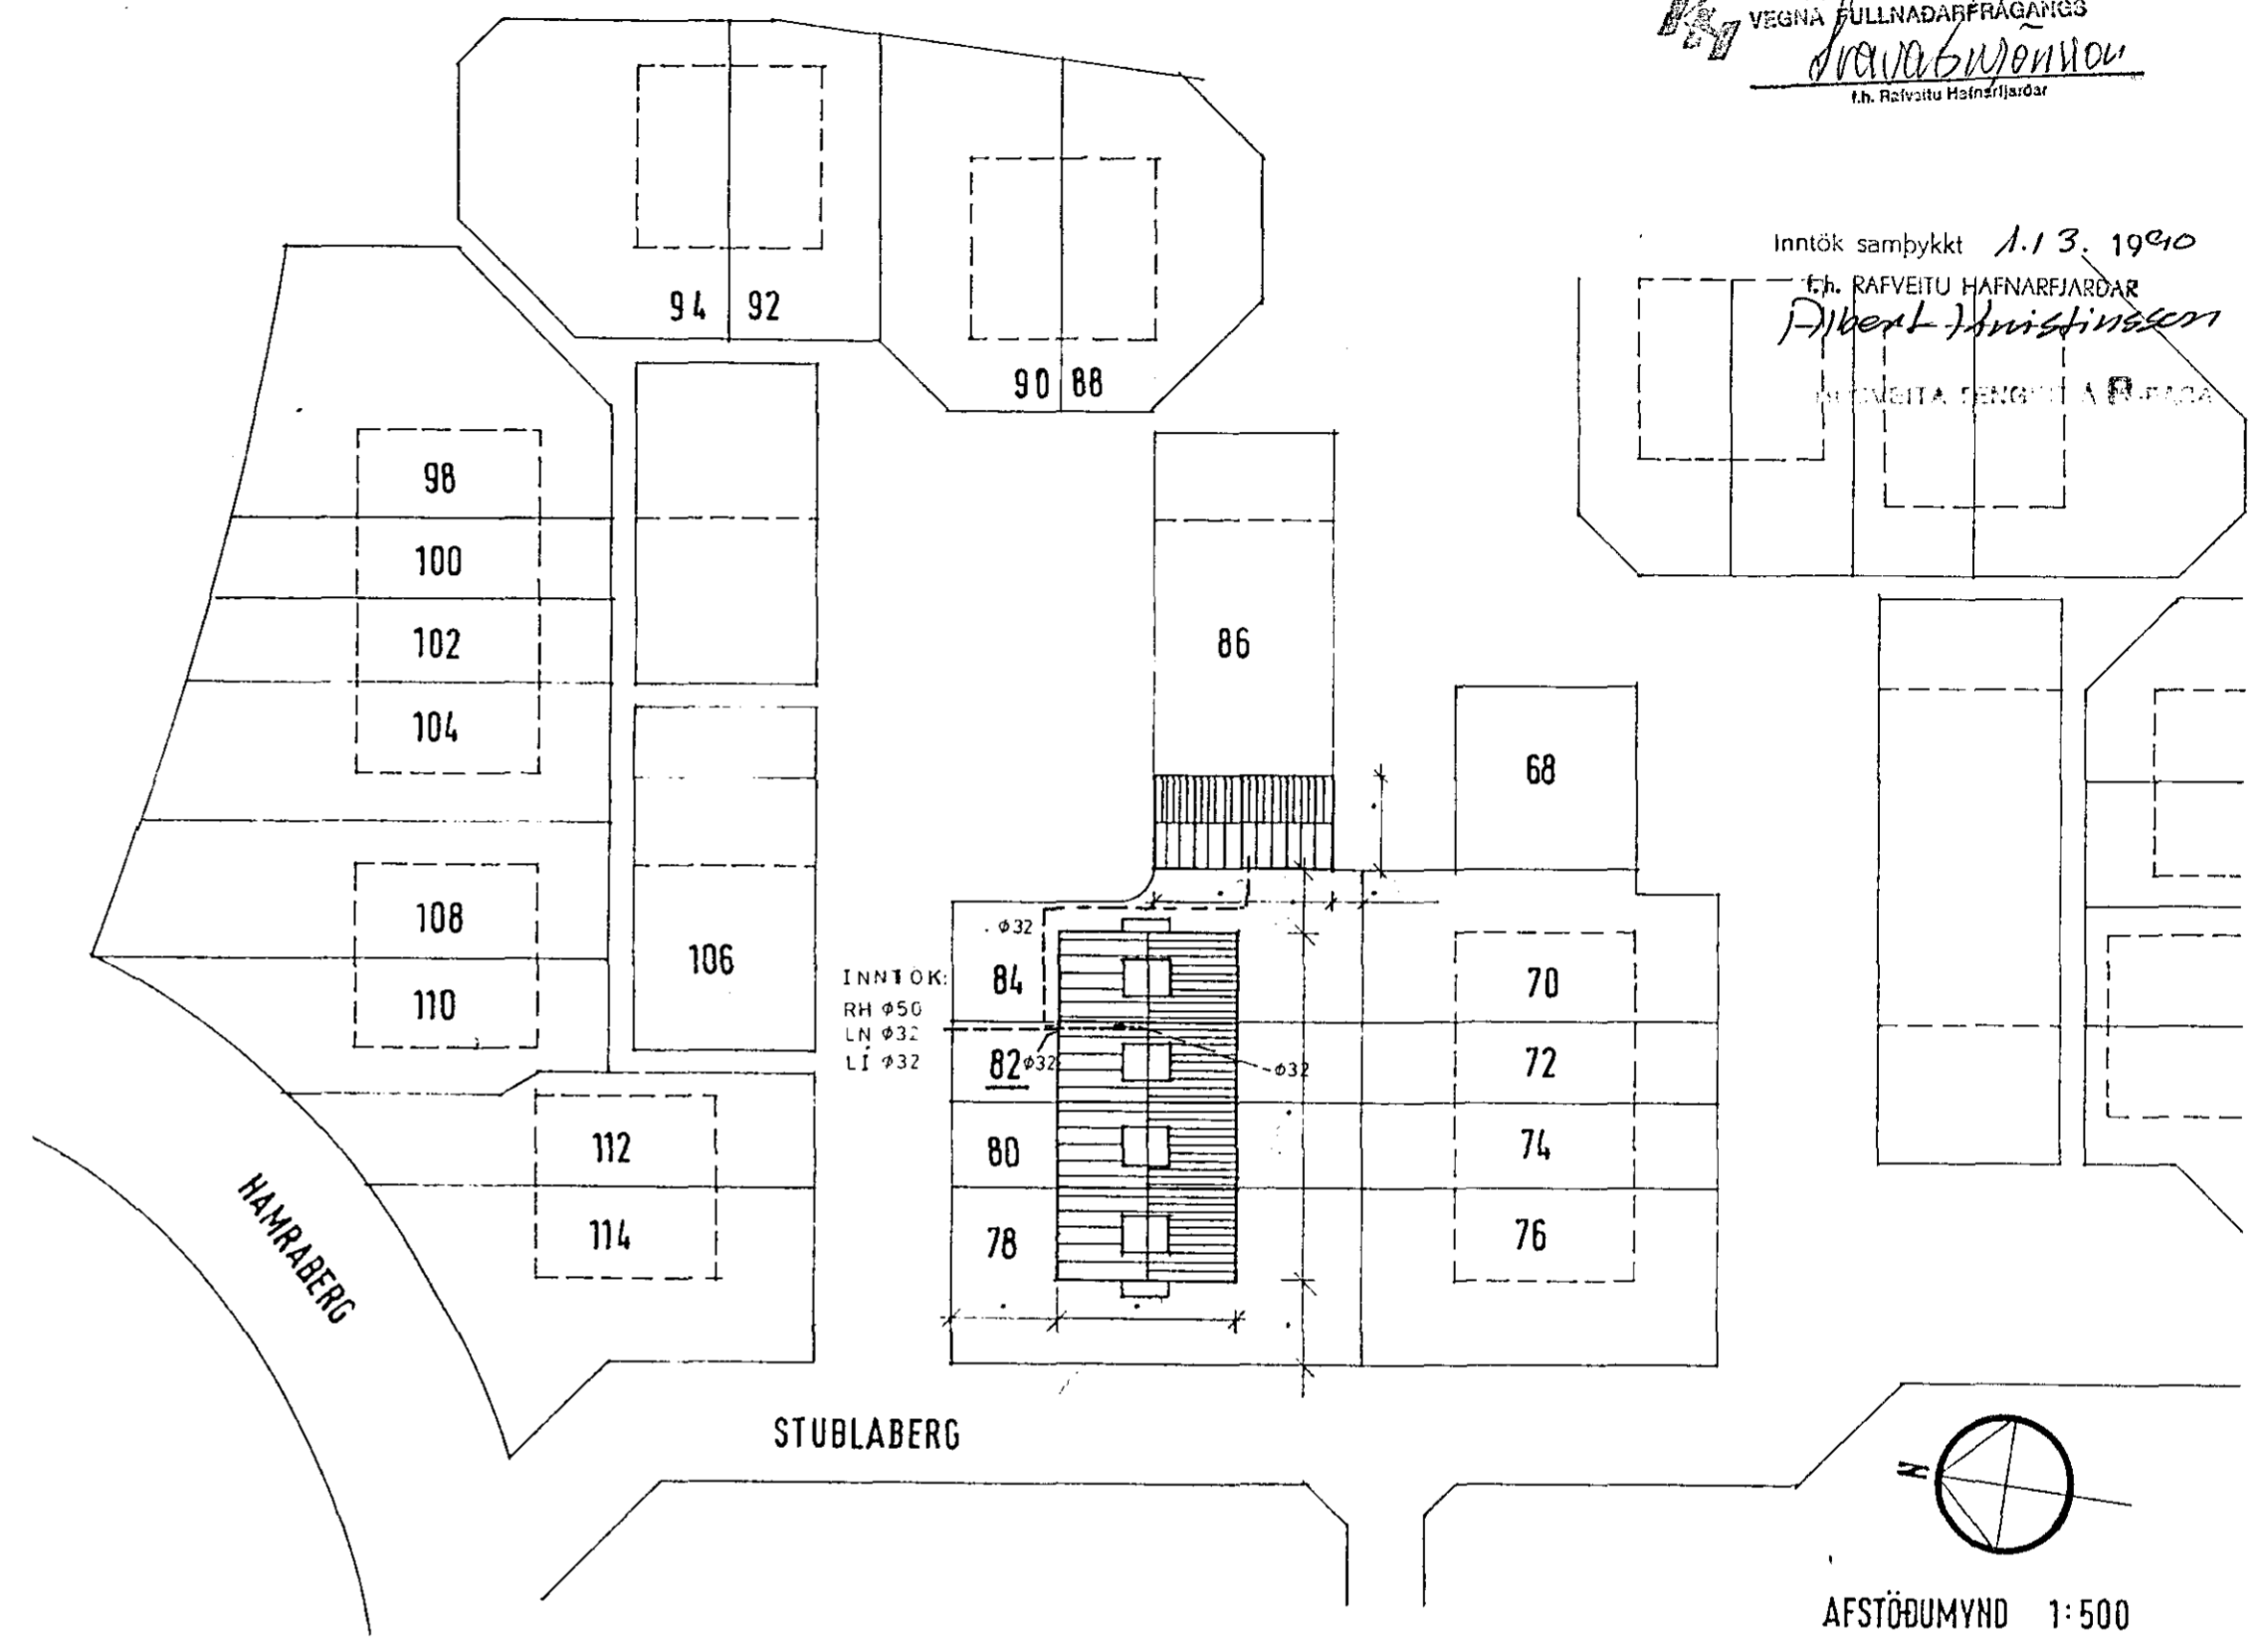 VEGNA FULLNAÐARFRÁGANGS
f.h. Rafveitu Hafnarfjarðar
Inntök samþykkt 1.13. 1990
f.h. RAFVEITU HAFNARFJARÐAR
Albert Kristinsson
94 92
90 88
98
100
102
104
86
68
108
110
106
INNTÖK:
RH ϕ50
LN ϕ32
LÍ ϕ32
ϕ32
84
82 ϕ32
ϕ32
80
78
70
72
74
76
112
114
HAMRABERG
STUÐLABERG
N
AFSTÖÐUMYND 1:500